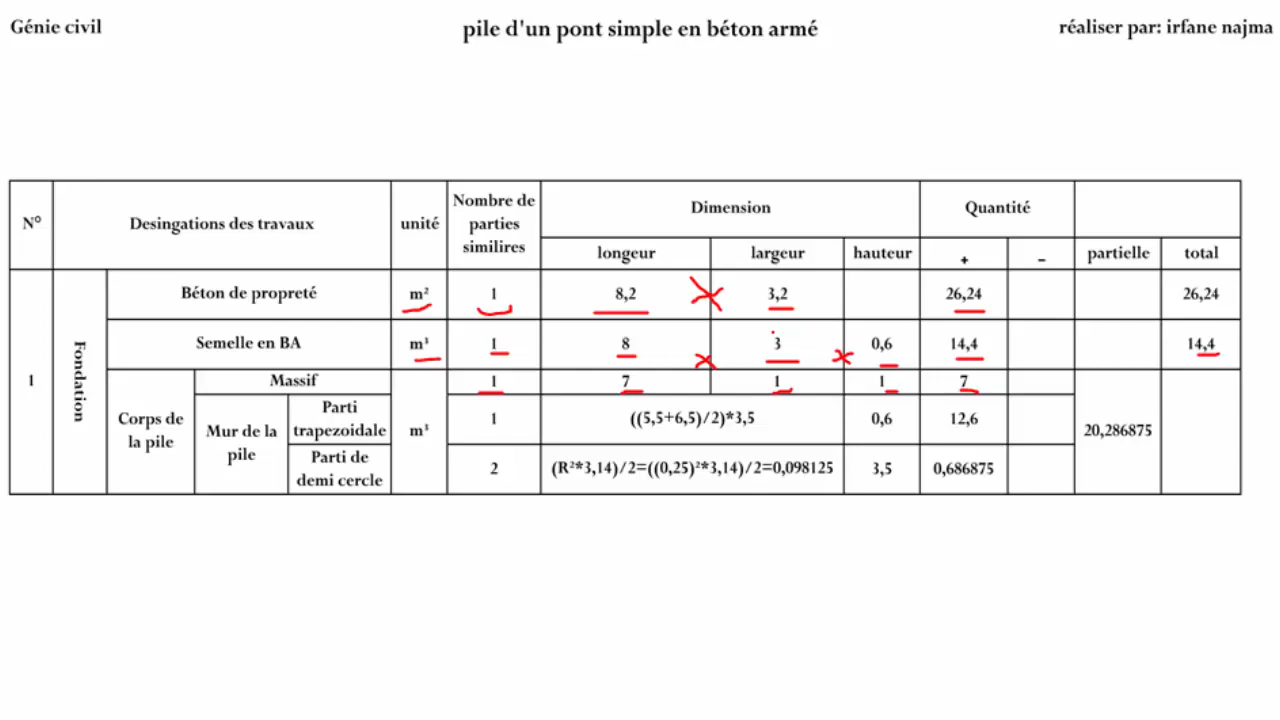 Génie civil
pile d'un pont simple en béton armé
réaliser par: irfane najma
N°
Desingations des travaux
unité
Nombre de
parties
similires
Dimension
Quantité
longeur
largeur
hauteur
+
-
partielle
total
1
Fondation
Béton de propreté
m²
1
8,2
3,2
26,24
26,24
Semelle en BA
m³
1
8
3
0,6
14,4
14,4
Corps de
la pile
Massif
m³
1
7
1
1
7
20,286875
Mur de la
pile
Parti
trapezoidale
1
((5,5+6,5)/2)*3,5
0,6
12,6
Parti de
demi cercle
2
(R²*3,14)/2=((0,25)²*3,14)/2=0,098125
3,5
0,686875